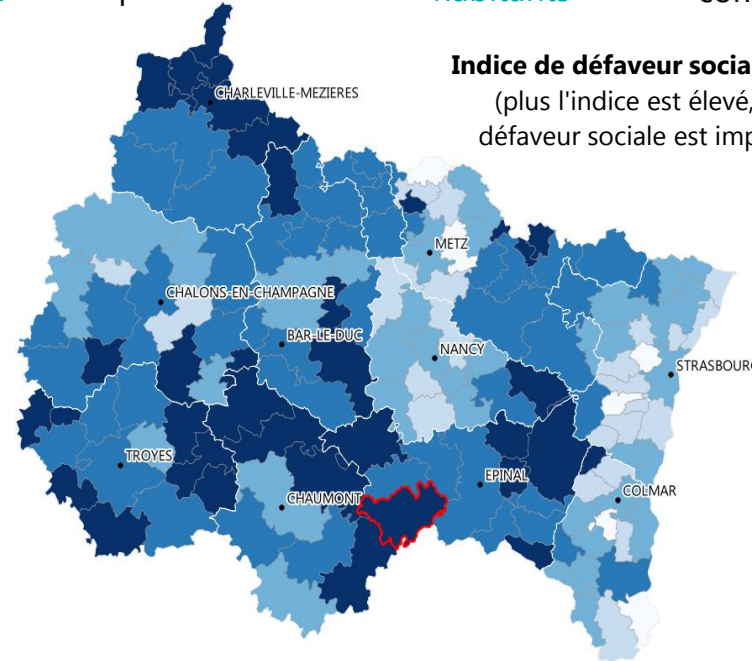 Indice de défaveur socia
(plus l'indice est élevé,
défaveur sociale est imp
CHARLEVILLE-MEZIERES
METZ
CHALONS-EN-CHAMPAGNE
BAR-LE-DUC
NANCY
STRASBOURG
TROYES
EPINAL
CHAUMONT
COLMAR